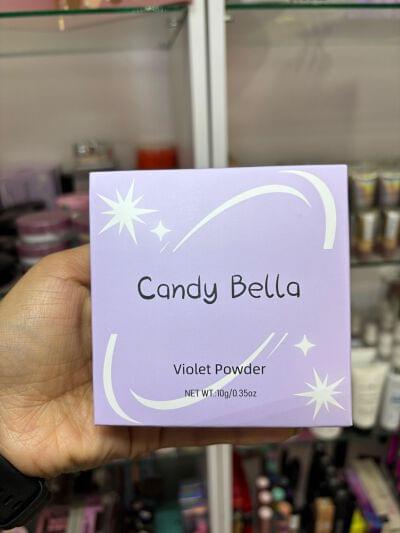 Candy Bella
Violet Powder
NET WT.:10g/0.35oz